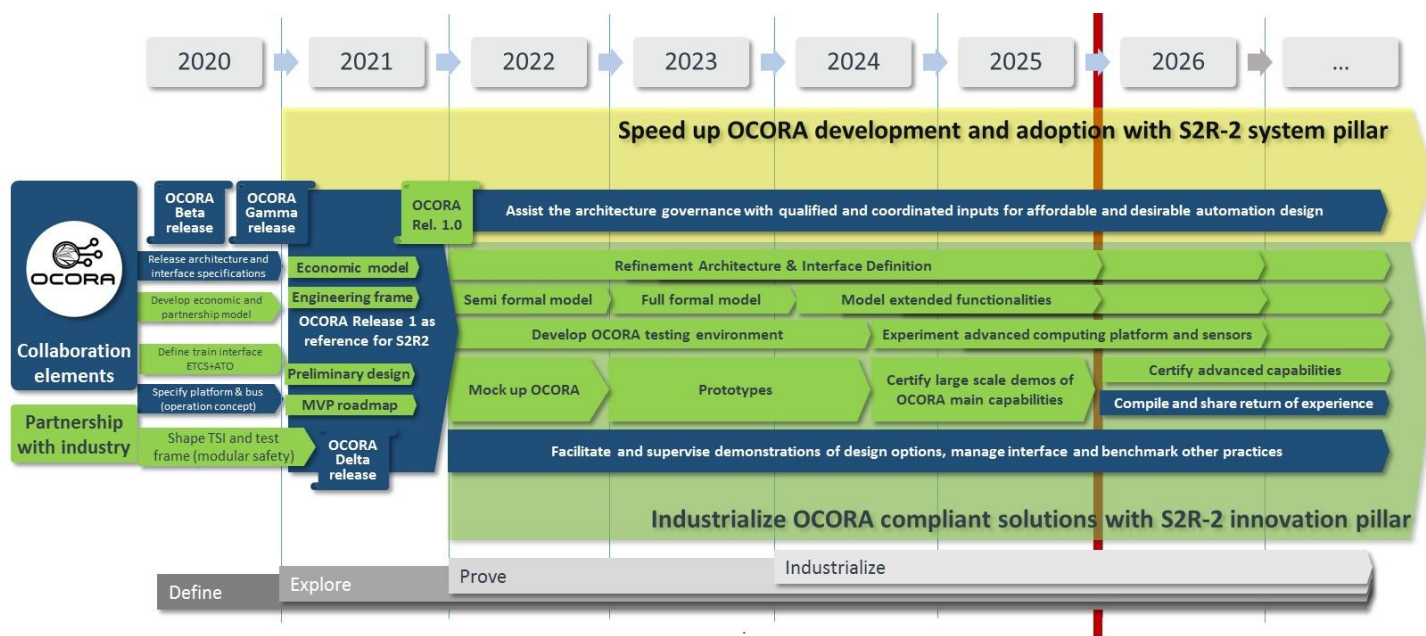 2020
2021
2022
2023
2024
2025
2026
...
Speed up OCORA development and adoption with S2R-2 system pillar
OCORA
Beta
release
OCORA
Gamma
release
OCORA
Rel. 1.0
Assist the architecture governance with qualified and coordinated inputs for affordable and desirable automation design
OCORA
Collaboration
elements
Partnership
with industry
Release architecture and
interface specifications
Develop economic and
partnership model
Define train interface
ETCS+ATO
Specify platform & bus
(operation concept)
Shape TSI and test
frame (modular safety)
Economic model
Engineering frame
OCORA Release 1 as
reference for S2R2
Preliminary design
MVP roadmap
OCORA
Delta
release
Refinement Architecture & Interface Definition
Semi formal model
Full formal model
Model extended functionalities
Develop OCORA testing environment
Experiment advanced computing platform and sensors
Mock up OCORA
Prototypes
Certify large scale demos of
OCORA main capabilities
Certify advanced capabilities
Compile and share return of experience
Facilitate and supervise demonstrations of design options, manage interface and benchmark other practices
Industrialize OCORA compliant solutions with S2R-2 innovation pillar
Define
Explore
Prove
Industrialize